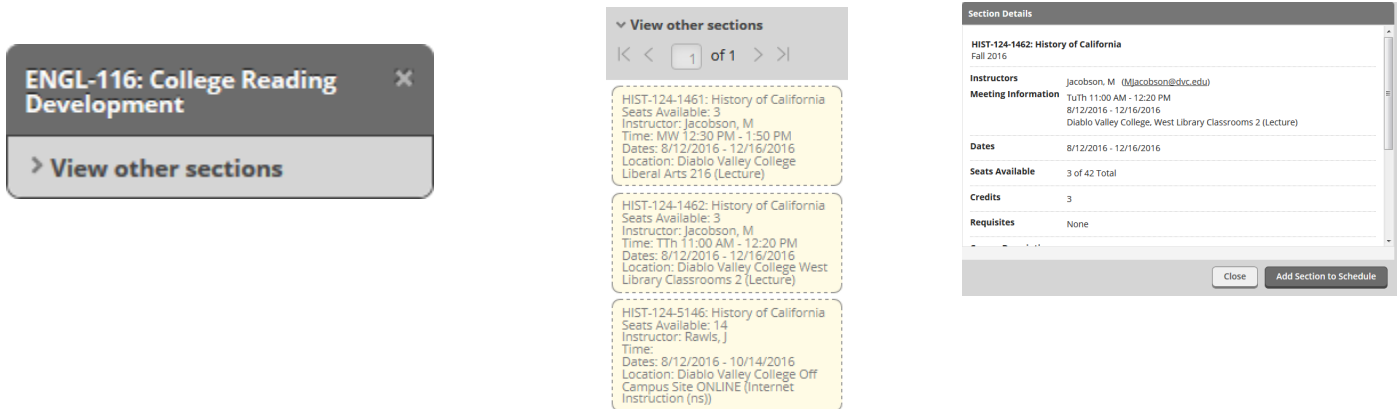 ENGL-116: College Reading
Development
View other sections
View other sections
1 of 1
HIST-124-1461: History of California
Seats Available: 3
Instructor: Jacobson, M
Time: MW 12:30 PM - 1:50 PM
Dates: 8/12/2016 - 12/16/2016
Location: Diablo Valley College
Liberal Arts 216 (Lecture)
HIST-124-1462: History of California
Seats Available: 3
Instructor: Jacobson, M
Time: TTh 11:00 AM - 12:20 PM
Dates: 8/12/2016 - 12/16/2016
Location: Diablo Valley College West
Library Classrooms 2 (Lecture)
HIST-124-5146: History of California
Seats Available: 14
Instructor: Rawls, J
Time:
Dates: 8/12/2016 - 10/14/2016
Location: Diablo Valley College Off
Campus Site ONLINE (Internet
Instruction (ns))
Section Details
HIST-124-1462: History of California
Fall 2016
Instructors Jacobson, M (MJacobson@dvc.edu)
Meeting Information TuTh 11:00 AM - 12:20 PM
8/12/2016 - 12/16/2016
Diablo Valley College, West Library Classrooms 2 (Lecture)
Dates 8/12/2016 - 12/16/2016
Seats Available 3 of 42 Total
Credits 3
Requisites None
Close Add Section to Schedule